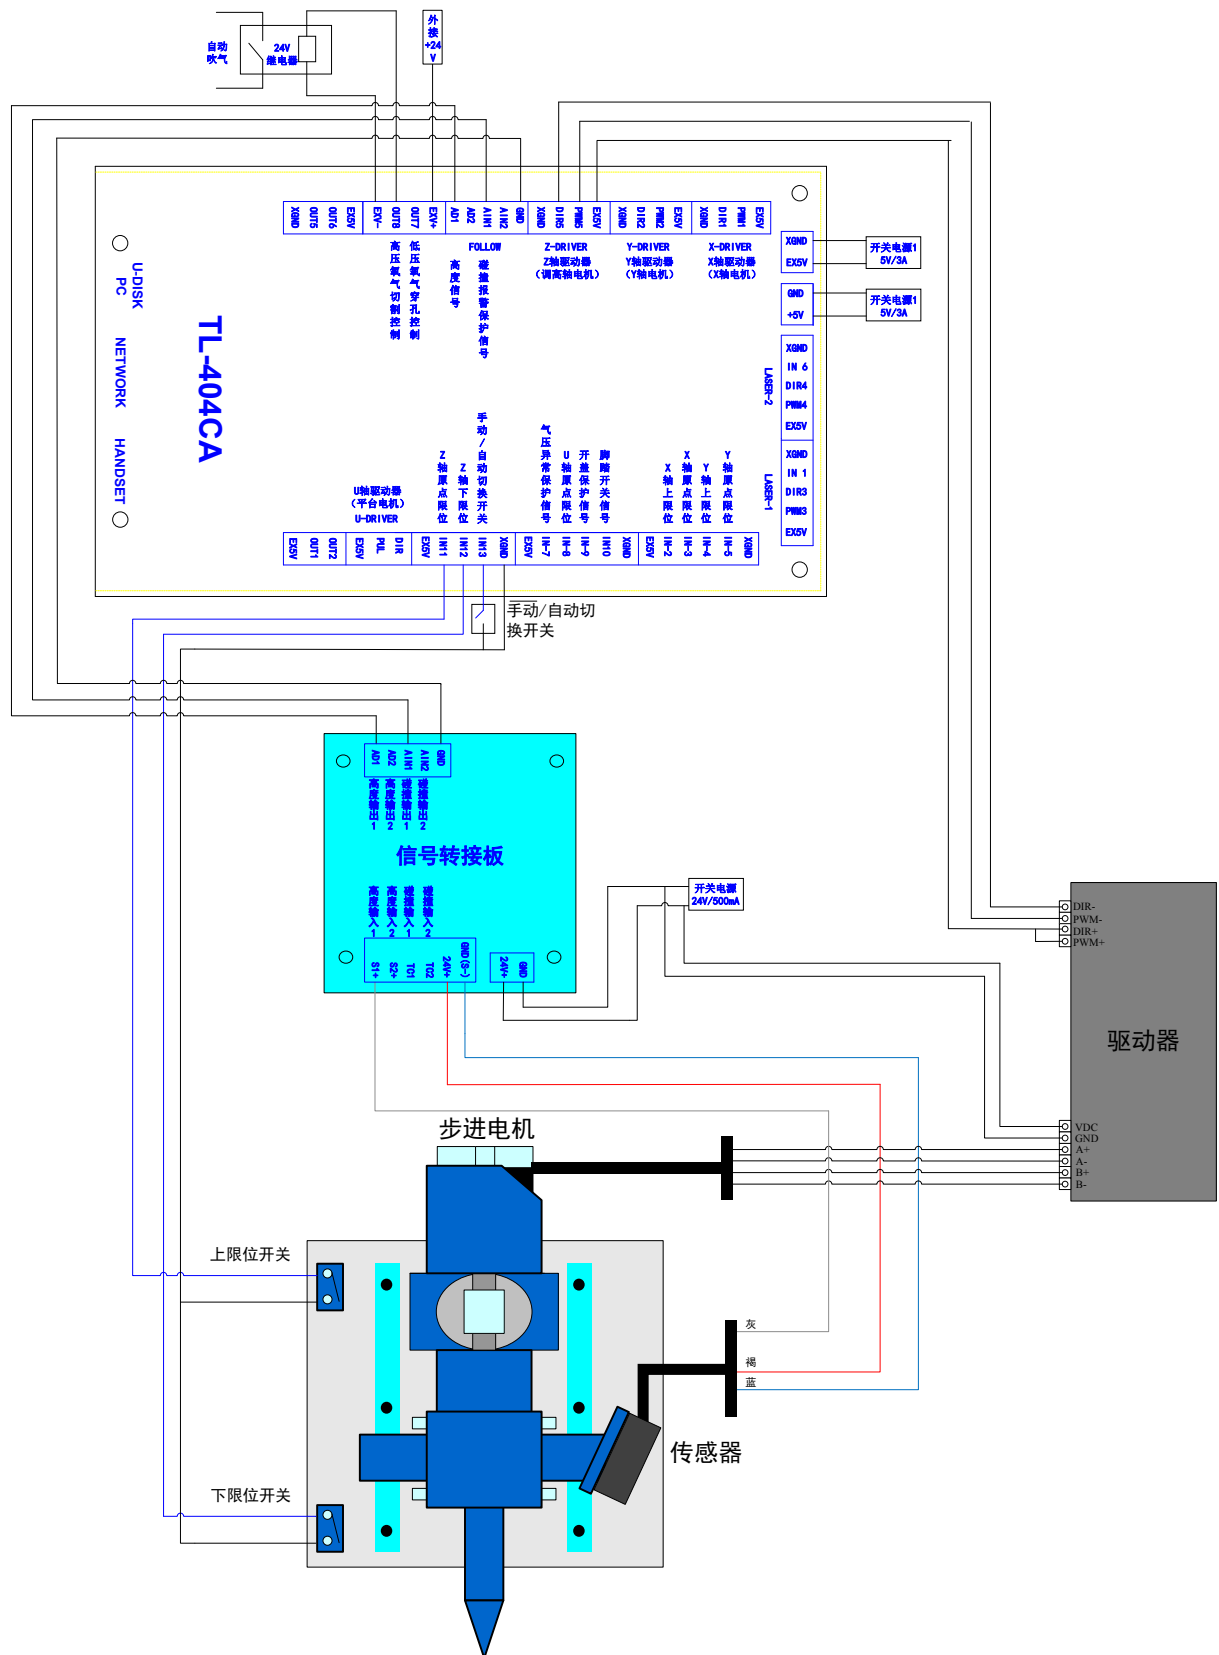 自动
吹气
24V
继电器
外
接
+24
V
XGND
OUT5
OUT6
EX5V
EXV-
OUT8
OUT7
EXV+
AD1
AD2
AIN1
AIN2
GND
XGND
DIR5
PWM5
EX5V
XGND
DIR2
PWM2
EX5V
XGND
DIR1
PWM1
EX5V
高压氧气切割控制
低压氧气穿孔控制
FOLLOW
高度信号
碰撞报警保护信号
Z-DRIVER
Z轴驱动器
(调高轴电机)
Y-DRIVER
Y轴驱动器
(Y轴电机)
X-DRIVER
X轴驱动器
(X轴电机)
XGND
EX5V
开关电源1
5V/3A
GND
+5V
开关电源1
5V/3A
U-DISK
PC
NETWORK
HANDSET
TL-404CA
XGND
IN 6
DIR4
PWM4
EX5V
LASER-2
XGND
IN 1
DIR3
PWM3
EX5V
LASER-1
U轴驱动器
(平台电机)
U-DRIVER
Z轴原点限位
Z轴下限位
手动/自动切换开关
气压异常保护信号
U轴原点限位
开盖保护信号
脚踏开关信号
X轴上限位
X轴原点限位
Y轴上限位
Y轴原点限位
EX5V
OUT1
OUT2
EX5V
PUL
DIR
EX5V
IN11
IN12
IN13
XGND
EX5V
IN-7
IN-8
IN-9
IN10
XGND
EX5V
IN-2
IN-3
IN-4
IN-5
XGND
手动/自动切
换开关
AD1
AD2
AIN1
AIN2
GND
高度输出1
高度输出2
碰撞输出1
碰撞输出2
信号转接板
高度输入1
高度输入2
碰撞输入1
碰撞输入2
S1+
S2+
TC1
TC2
24V+
GND(S-)
24V+
GND
开关电源
24V/500mA
DIR-
PWM-
DIR+
PWM+
驱动器
VDC
GND
A+
A-
B+
B-
步进电机
上限位开关
灰
褐
蓝
传感器
下限位开关